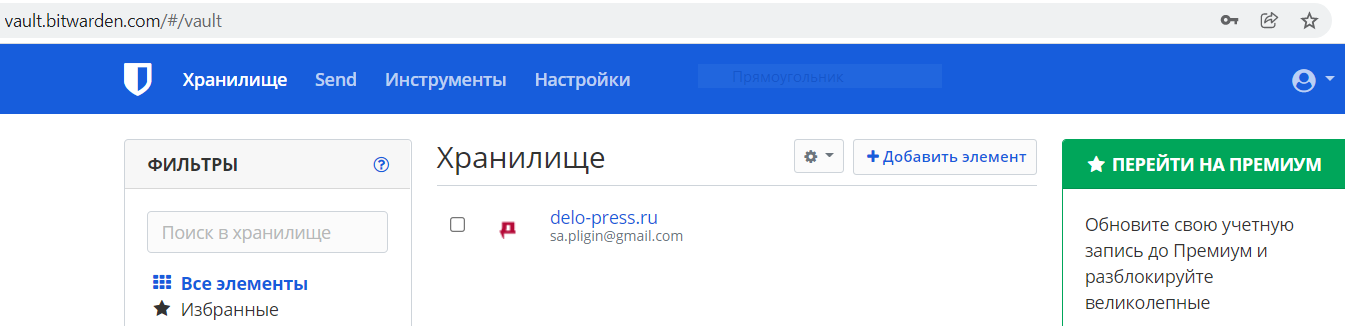 vault.bitwarden.com/#/vault
Хранилище Send Инструменты Настройки Прямоугольник
ФИЛЬТРЫ
Поиск в хранилище
Все элементы
Избранные
Хранилище
Добавить элемент
delo-press.ru
sa.pligin@gmail.com
ПЕРЕЙТИ НА ПРЕМИУМ
Обновите свою учетную
запись до Премиум и
разблокируйте
великолепные